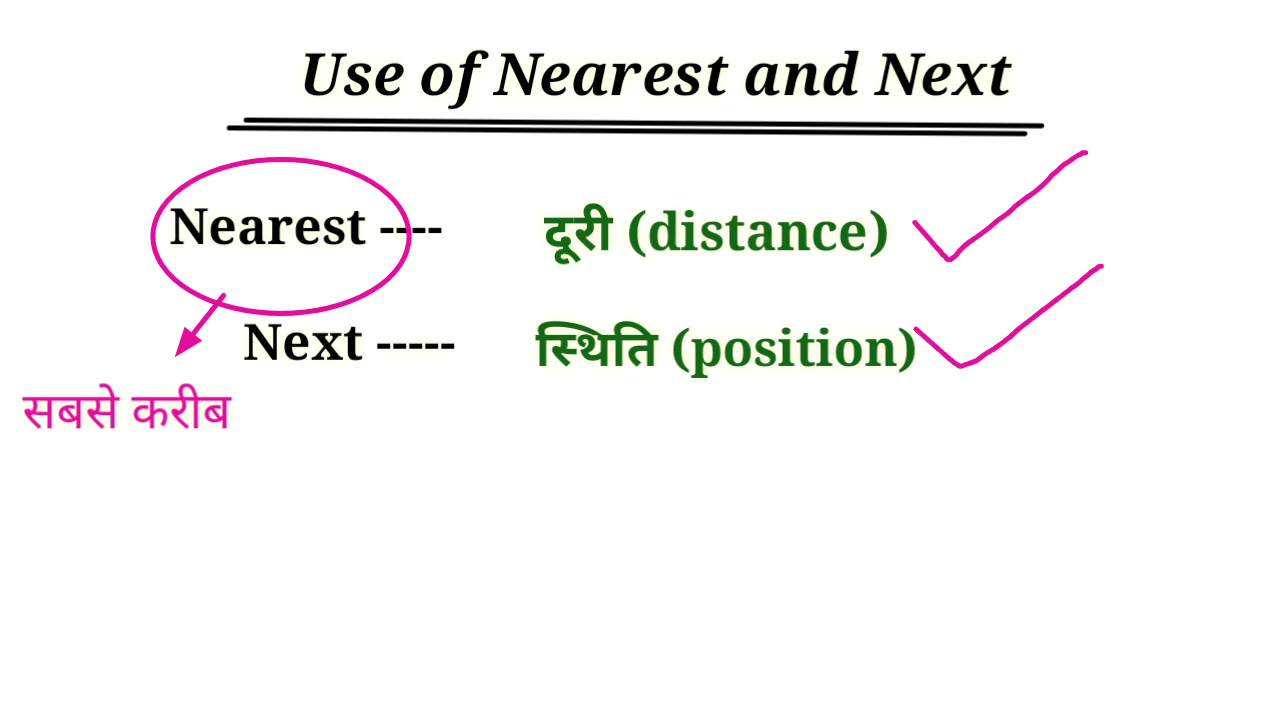 Use of Nearest and Next
Nearest ---- दूरी (distance)
Next ----- स्थिति (position)
सबसे करीब